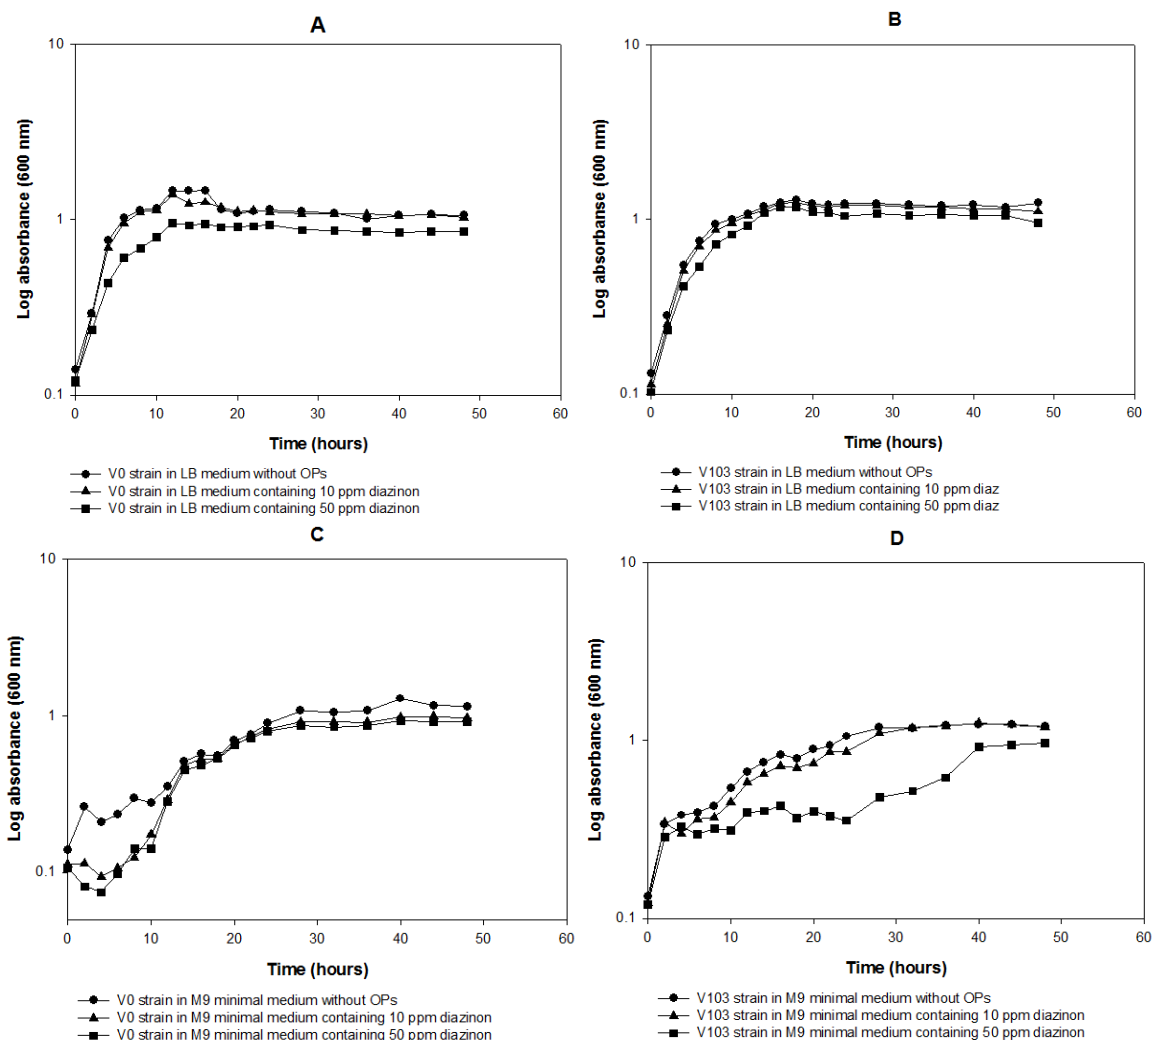 A
10
1
0.1
0
10
20
30
40
50
60
Log absorbance (600 nm)
Time (hours)
V0 strain in LB medium without OPs
V0 strain in LB medium containing 10 ppm diazinon
V0 strain in LB medium containing 50 ppm diazinon
B
10
1
0.1
0
10
20
30
40
50
60
Log absorbanse (600 nm)
Time (hours)
V103 strain in LB medium without OPs
V103 strain in LB medium containing 10 ppm diaz
V103 strain in LB medium containing 50 ppm diaz
C
10
1
0.1
0
10
20
30
40
50
60
Log absorbance (600 nm)
Time (hours)
V0 strain in M9 minimal medium without OPs
V0 strain in M9 minimal medium containing 10 ppm diazinon
V0 strain in M9 minimal medium containing 50 ppm diazinon
D
10
1
0.1
0
10
20
30
40
50
60
Log absorbance (600 nm)
Time (hours)
V103 strain in M9 minimal medium without OPs
V103 strain in M9 minimal medium containing 10 ppm diazinon
V103 strain in M9 minimal medium containing 50 ppm diazinon